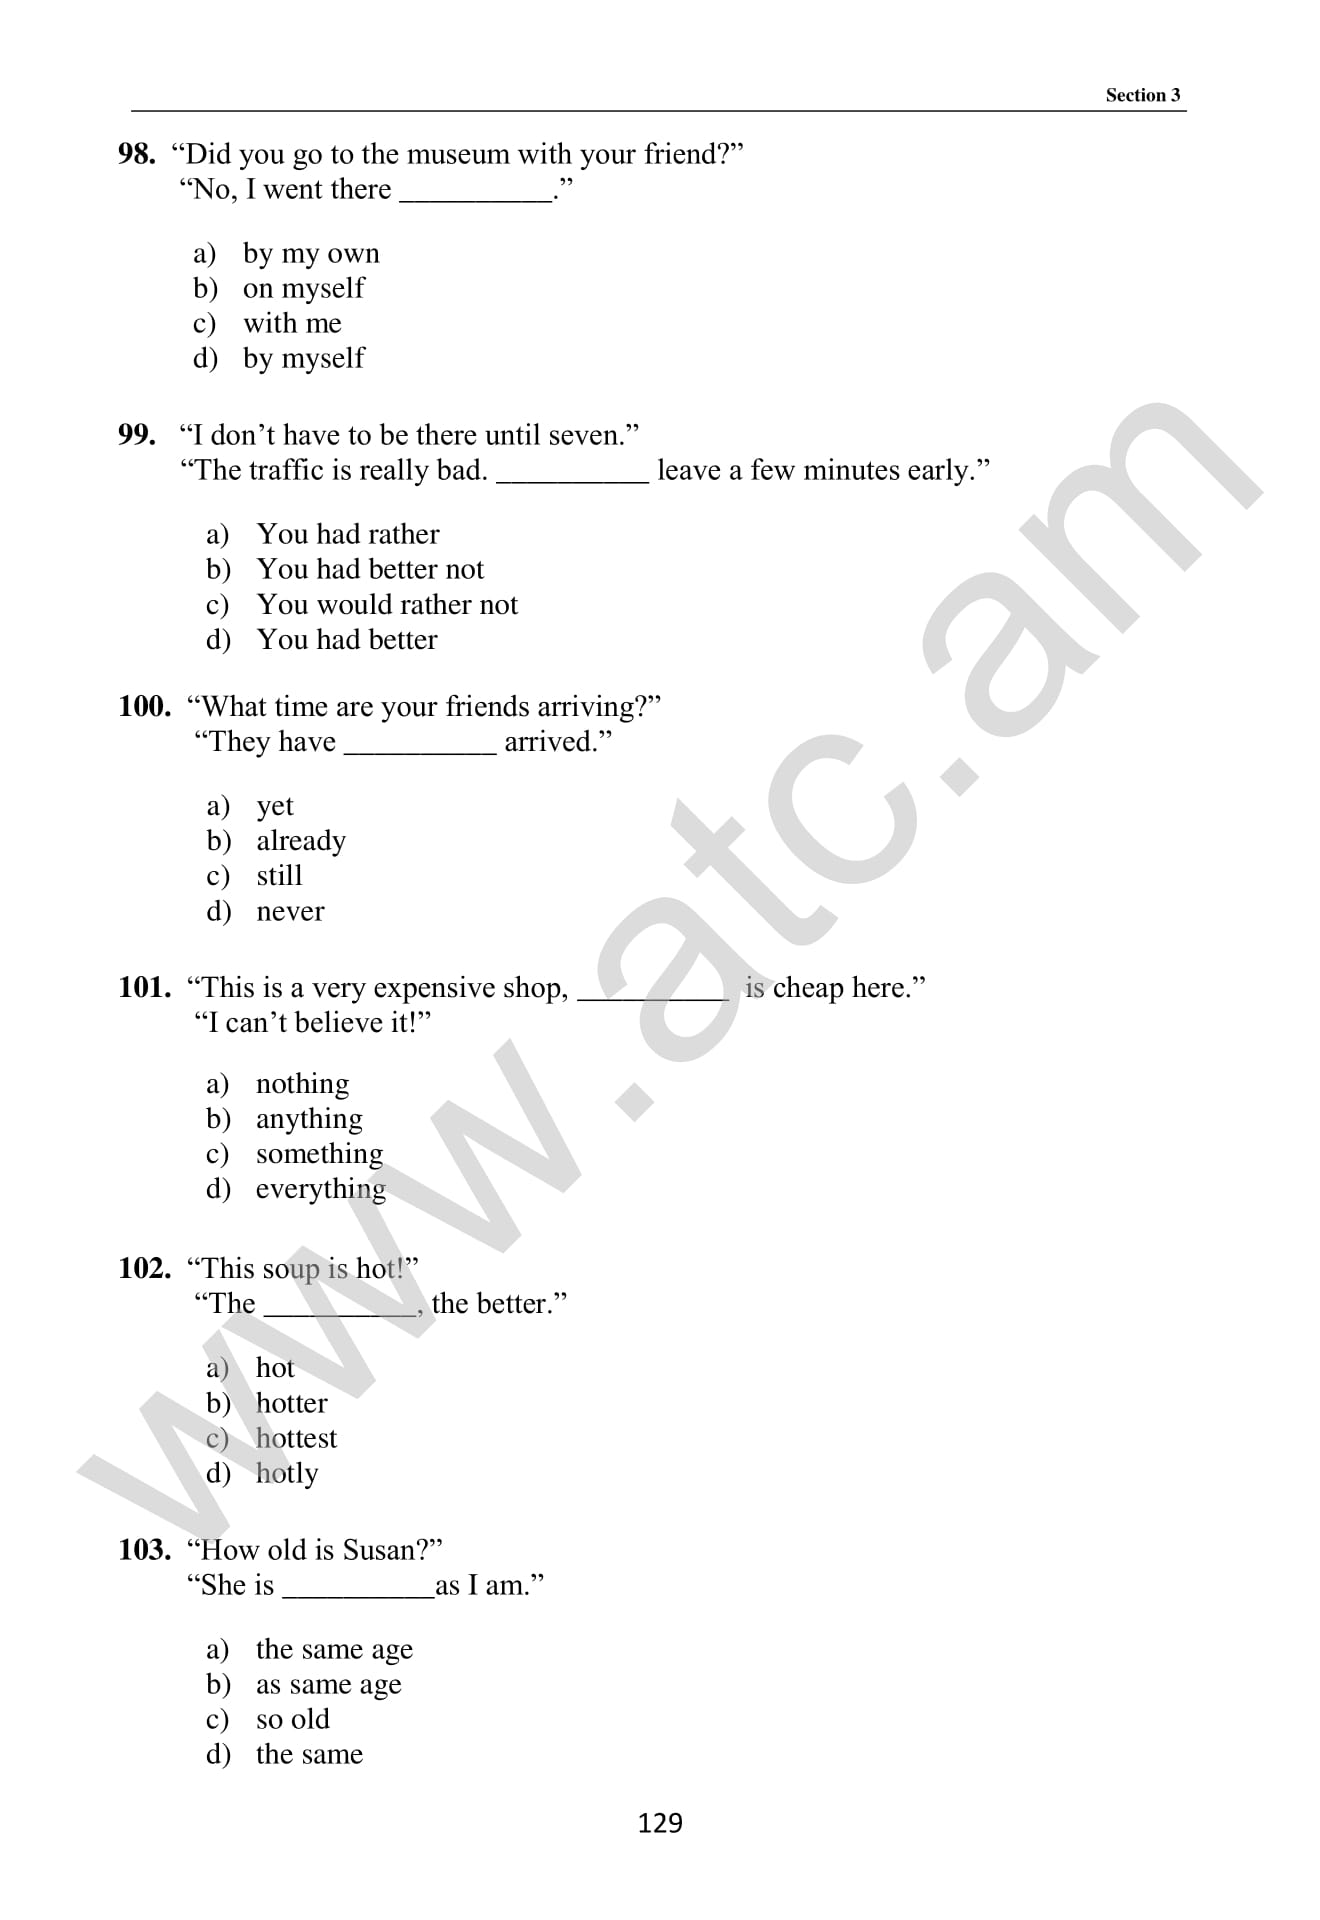 Section 3
98. “Did you go to the museum with your friend?”
“No, I went there __________.”
a) by my own
b) on myself
c) with me
d) by myself
99. “I don’t have to be there until seven.”
“The traffic is really bad. __________ leave a few minutes early.”
a) You had rather
b) You had better not
c) You would rather not
d) You had better
100. “What time are your friends arriving?”
“They have __________ arrived.”
a) yet
b) already
c) still
d) never
101. “This is a very expensive shop, __________ is cheap here.”
“I can’t believe it!”
a) nothing
b) anything
c) something
d) everything
102. “This soup is hot!”
“The __________, the better.”
a) hot
b) hotter
c) hottest
d) hotly
103. “How old is Susan?”
“She is __________as I am.”
a) the same age
b) as same age
c) so old
d) the same
129
www.atc.am